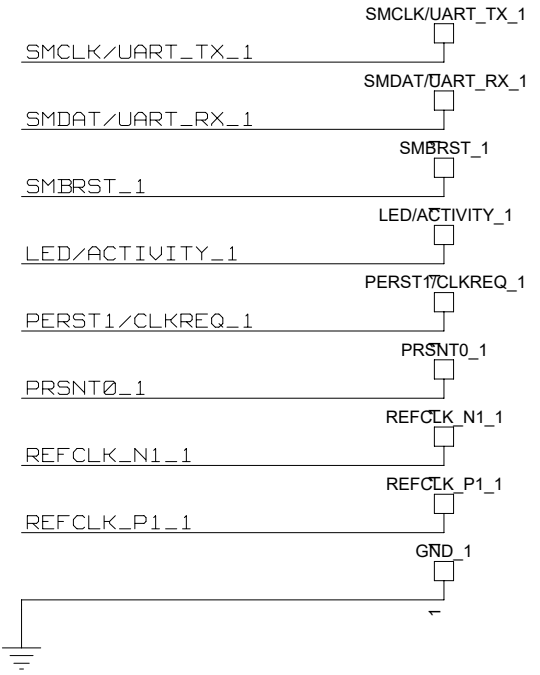 SMCLK/UART_TX_1
SMCLK/UART_TX_1
SMDAT/UART_RX_1
SMDAT/UART_RX_1
SMBRST_1
SMBRST_1
LED/ACTIVITY_1
LED/ACTIVITY_1
PERST1/CLKREQ_1
PERST1/CLKREQ_1
PRSNT0_1
PRSNT0_1
REFCLK_N1_1
REFCLK_N1_1
REFCLK_P1_1
REFCLK_P1_1
GND_1
1